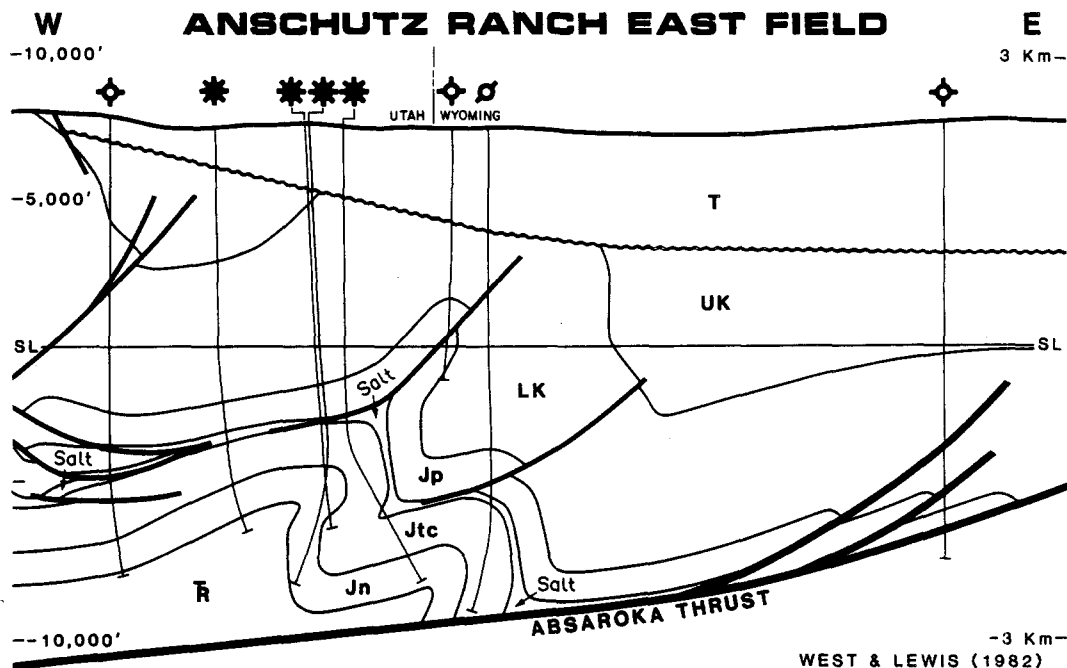 W ANSCHUTZ RANCH EAST FIELD E
-10,000' 3 Km-
UTAH WYOMING
-5,000'
T
UK
SL SL
Salt
LK
Salt
Jp
Jtc
Salt
TR Jn
ABSAROKA THRUST
--10,000' -3 Km-
WEST & LEWIS (1982)